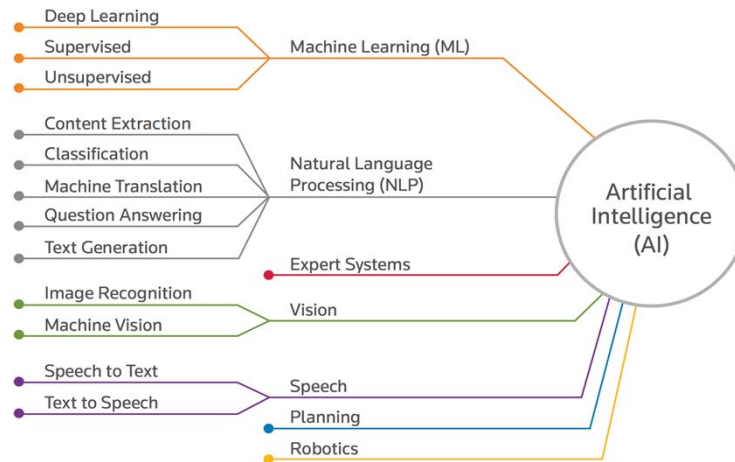 Deep Learning
Supervised
Unsupervised
Machine Learning (ML)
Content Extraction
Classification
Machine Translation
Question Answering
Text Generation
Natural Language
Processing (NLP)
Expert Systems
Image Recognition
Machine Vision
Vision
Speech to Text
Text to Speech
Speech
Planning
Robotics
Artificial
Intelligence
(AI)